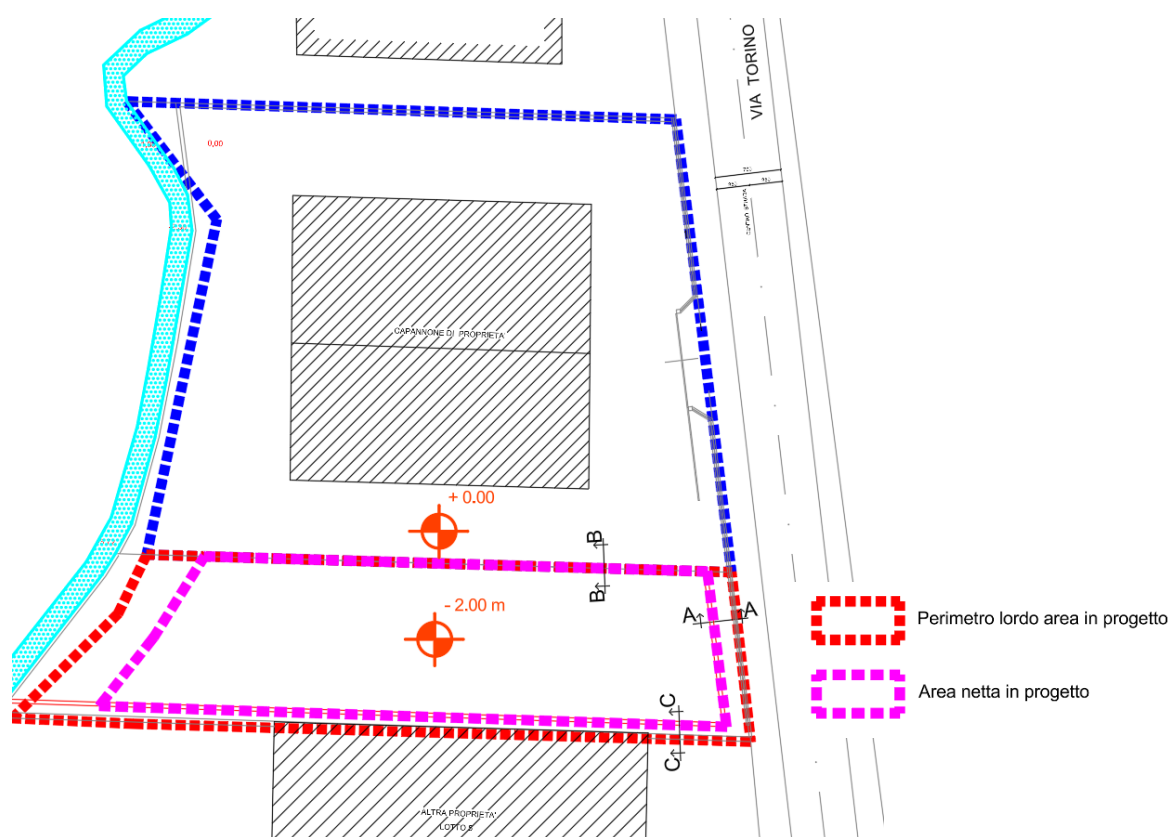 VIA TORINO
0,00
750
CAPANNONE DI PROPRIETA'
+ 0.00
B
B
- 2.00 m
A
A
Perimetro lordo area in progetto
Area netta in progetto
C
C
ALTRA PROPRIETA'
LOTTO 5